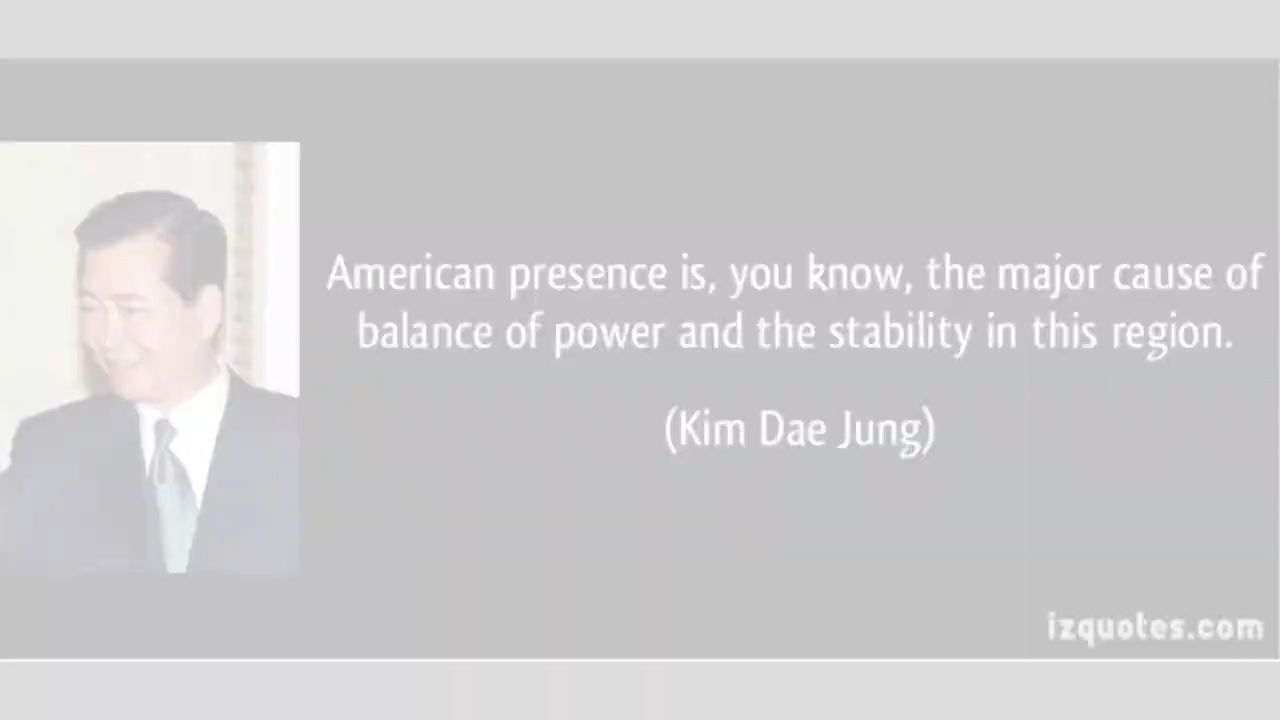 American presence is, you know, the major cause of
balance of power and the stability in this region.
(Kim Dae Jung)
izquotes.com